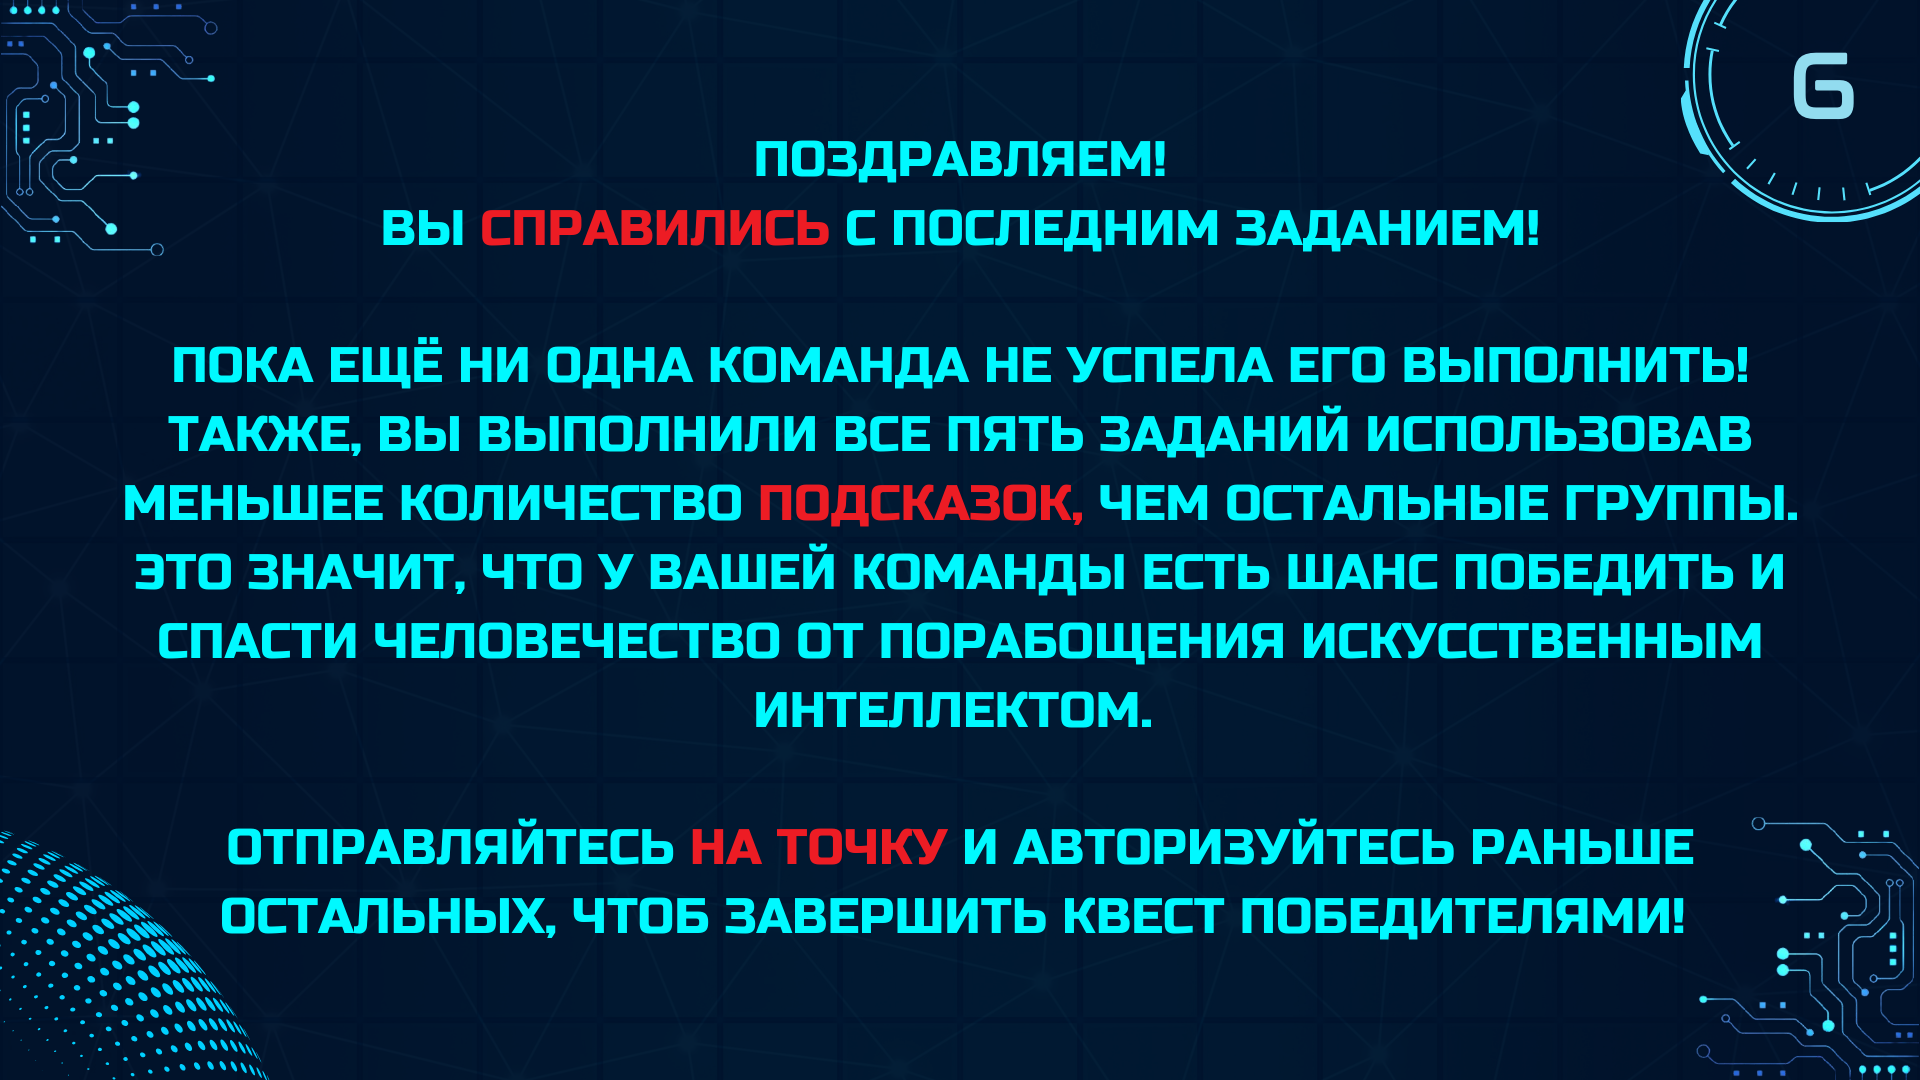 G
ПОЗДРАВЛЯЕМ!
ВЫ СПРАВИЛИСЬ С ПОСЛЕДНИМ ЗАДАНИЕМ!
ПОКА ЕЩЁ НИ ОДНА КОМАНДА НЕ УСПЕЛА ЕГО ВЫПОЛНИТЬ!
ТАКЖЕ, ВЫ ВЫПОЛНИЛИ ВСЕ ПЯТЬ ЗАДАНИЙ ИСПОЛЬЗОВАВ
МЕНЬШЕЕ КОЛИЧЕСТВО ПОДСКАЗОК, ЧЕМ ОСТАЛЬНЫЕ ГРУППЫ.
ЭТО ЗНАЧИТ, ЧТО У ВАШЕЙ КОМАНДЫ ЕСТЬ ШАНС ПОБЕДИТЬ И
СПАСТИ ЧЕЛОВЕЧЕСТВО ОТ ПОРАБОЩЕНИЯ ИСКУССТВЕННЫМ
ИНТЕЛЛЕКТОМ.
ОТПРАВЛЯЙТЕСЬ НА ТОЧКУ И АВТОРИЗУЙТЕСЬ РАНЬШЕ
ОСТАЛЬНЫХ, ЧТОБ ЗАВЕРШИТЬ КВЕСТ ПОБЕДИТЕЛЯМИ!